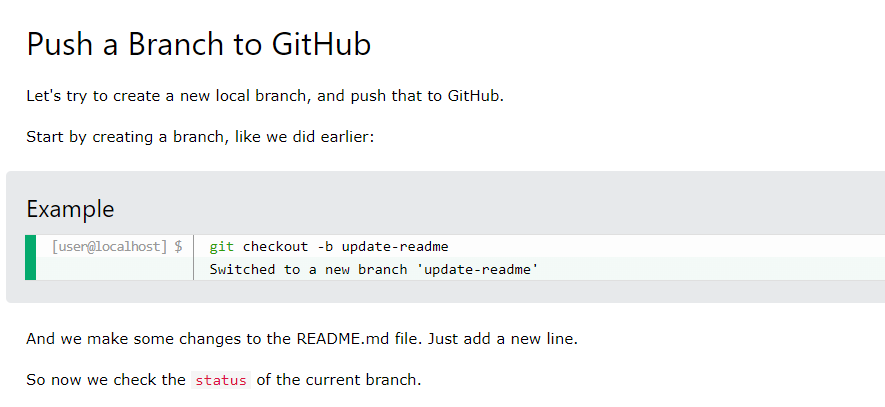 Push a Branch to GitHub
Let's try to create a new local branch, and push that to GitHub.
Start by creating a branch, like we did earlier:
Example
[user@localhost] $ git checkout -b update-readme
Switched to a new branch 'update-readme'
And we make some changes to the README.md file. Just add a new line.
So now we check the status of the current branch.